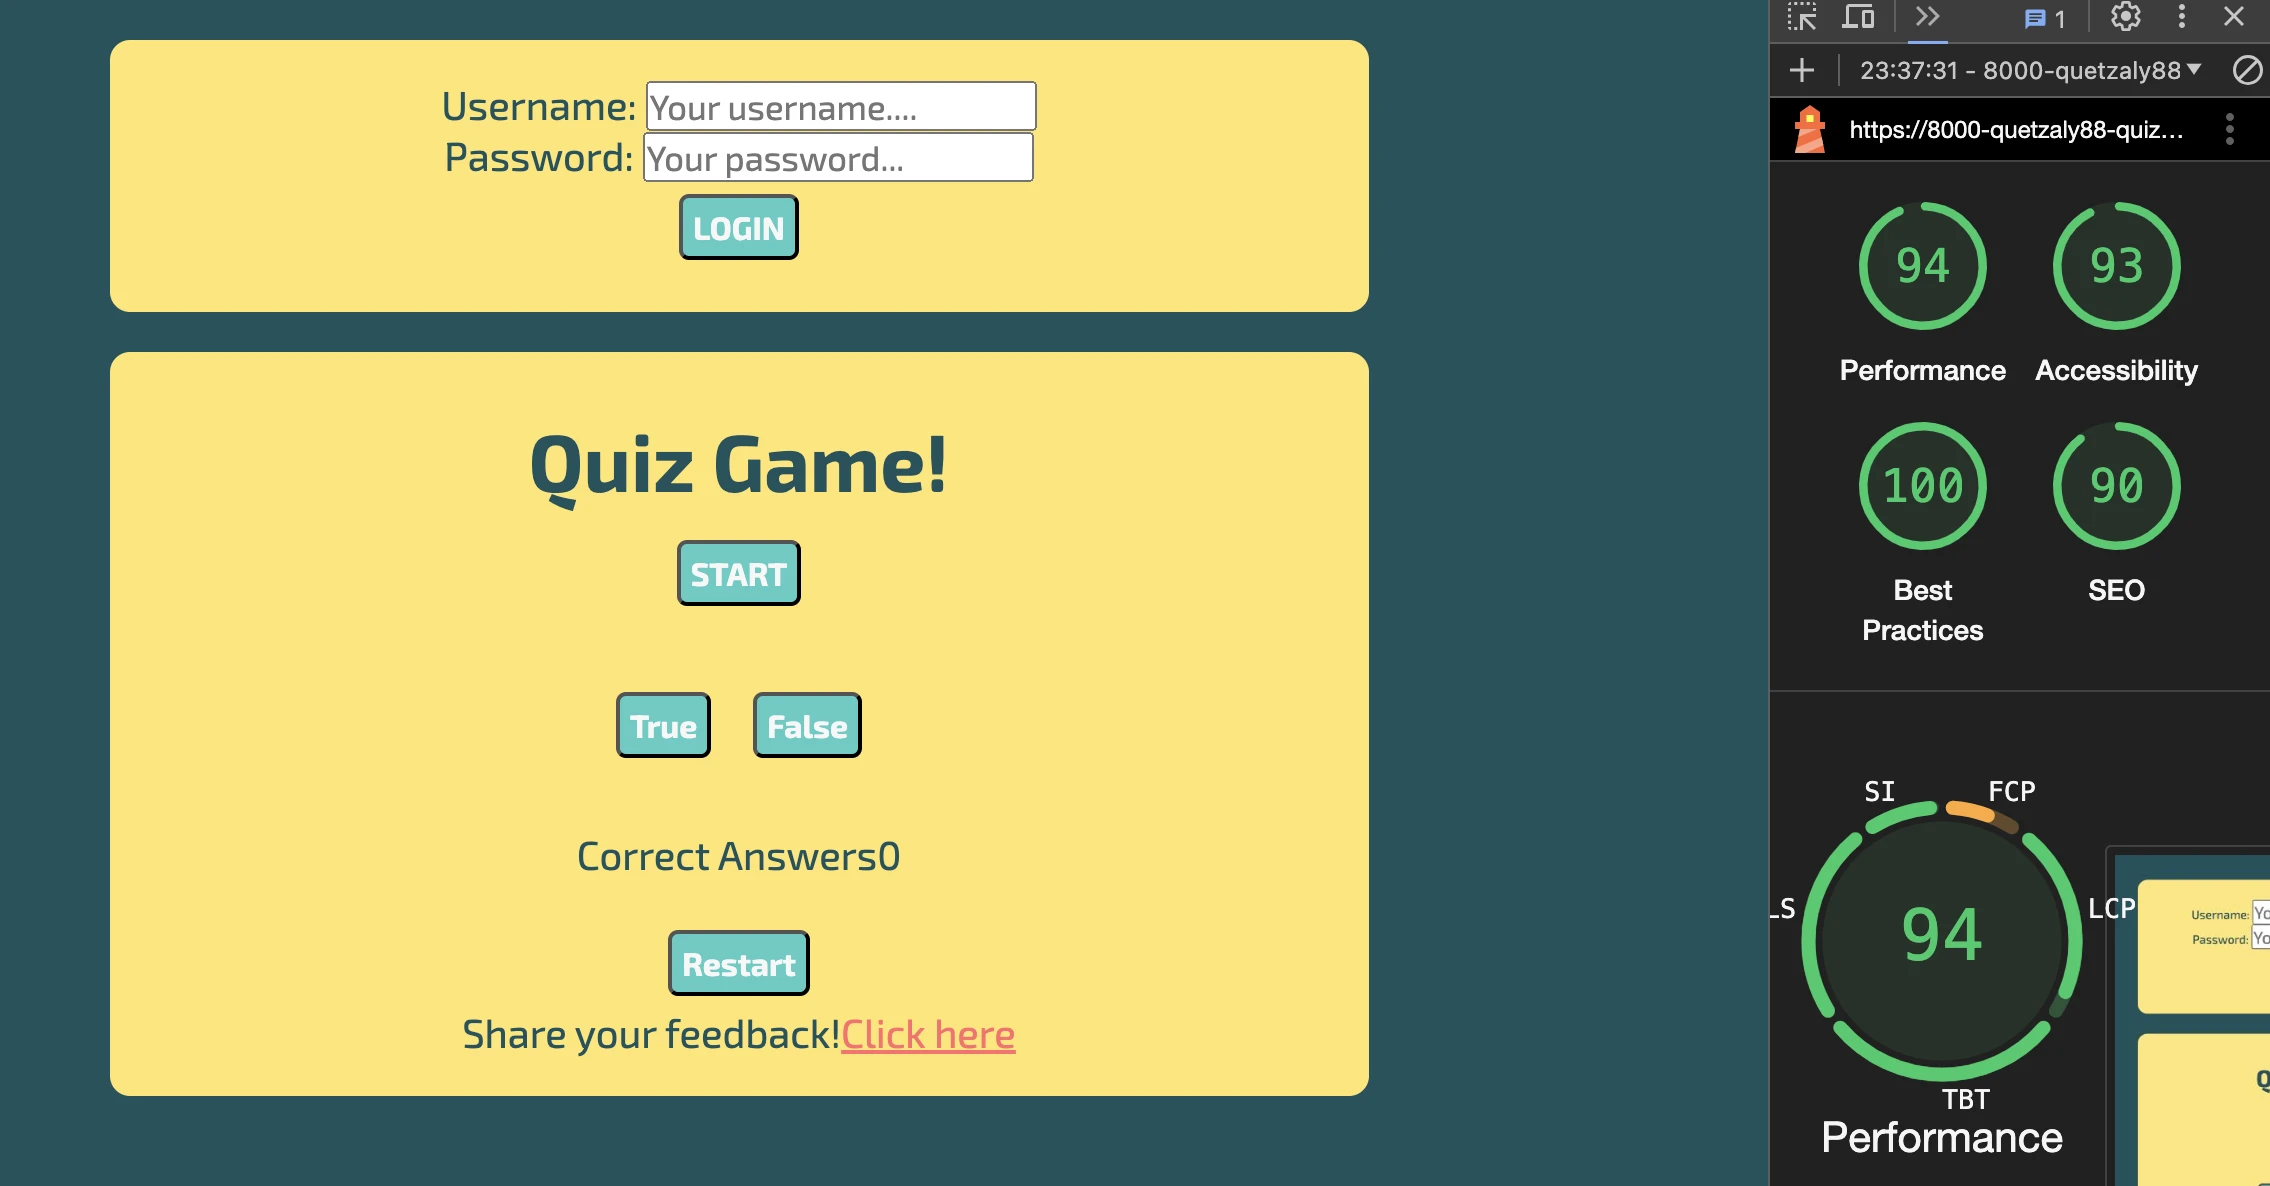 Username: Your username....
Password: Your password...
LOGIN
Quiz Game!
START
True False
Correct Answers0
Restart
Share your feedback!Click here
1
23:37:31 - 8000-quetzaly88
https://8000-quetzaly88-quiz...
94 93
Performance Accessibility
100 90
Best Practices SEO
SI FCP
LS LCP
94
TBT
Performance
Username: Yo
Password: Yo
Q